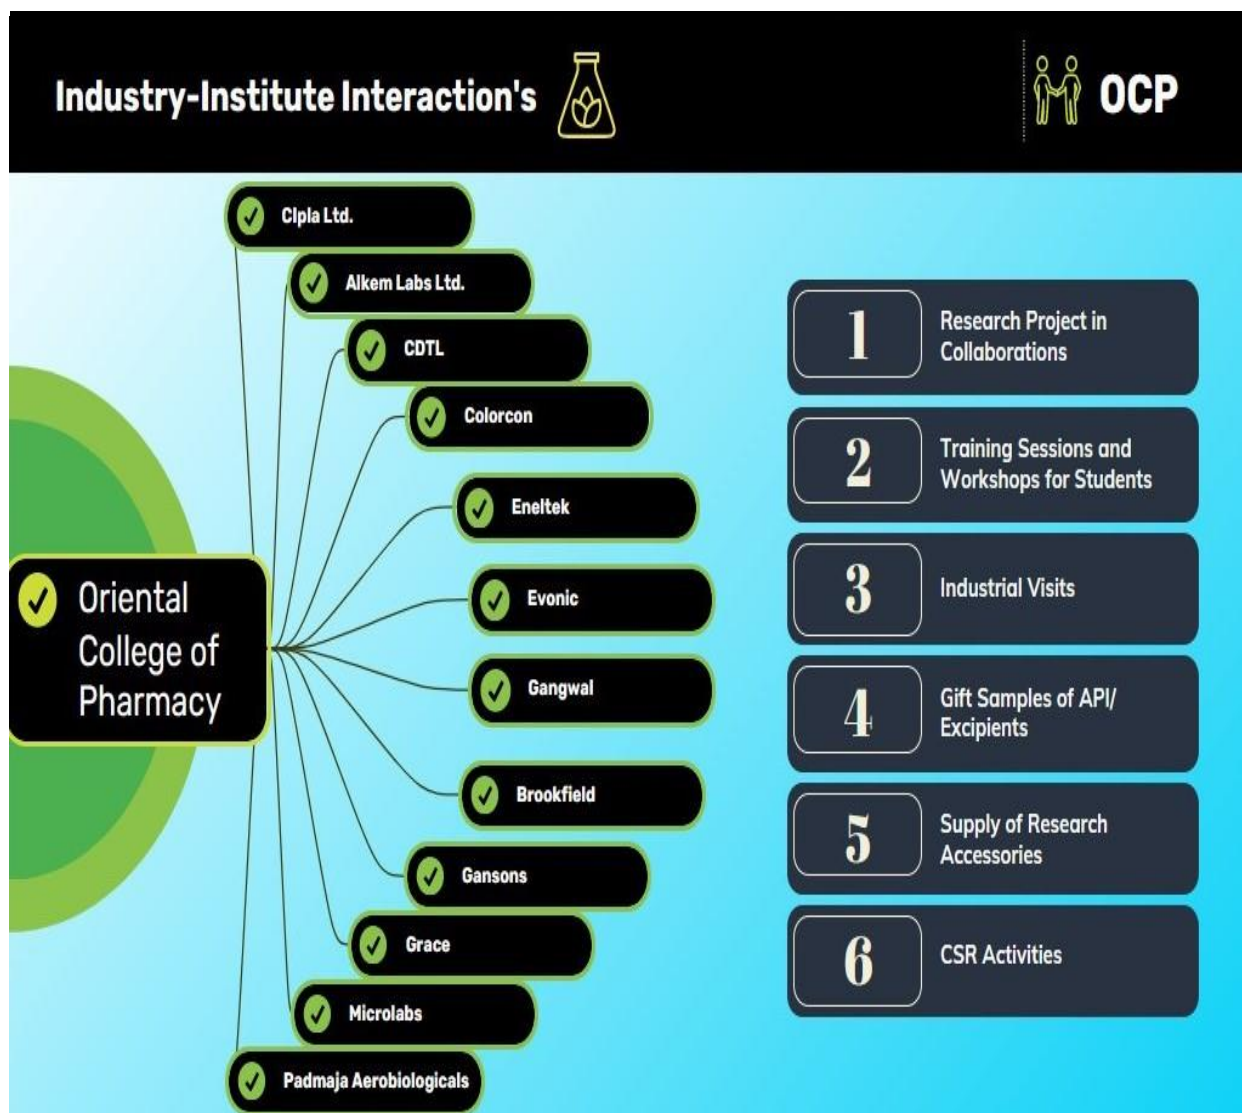 Industry-Institute Interaction's
OCP
CIpla Ltd.
Alkem Labs Ltd.
CDTL
Colorcon
Eneltek
Evonic
Gangwal
Brookfield
Gansons
Grace
Microlabs
Padmaja Aerobiologicals
Oriental
College of
Pharmacy
1
Research Project in
Collaborations
2
Training Sessions and
Workshops for Students
3
Industrial Visits
4
Gift Samples of API/
Excipients
5
Supply of Research
Accessories
6
CSR Activities